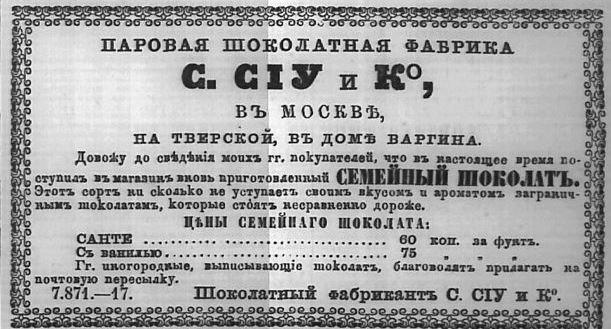 ПАРОВАЯ ШОКОЛАТНАЯ ФАБРИКА
С. СІУ и Кº,
ВЪ МОСКВѢ,
НА ТВЕРСКОЙ, ВЪ ДОМѢ ВАРГИНА.
Довожу до свѣдѣнія моихъ гг. покупателей, что въ настоящее время по-
ступилъ въ магазинъ вновь приготовленный СЕМЕЙНЫЙ ШОКОЛАТЪ.
Этотъ сортъ ни сколько не уступаетъ своимъ вкусомъ и ароматомъ заграничнымъ
нымъ шоколатамъ, которые стоятъ несравненно дороже.
ЦѢНЫ СЕМЕЙНАГО ШОКОЛАТА:
САНТЕ .......................... 60 коп. за фунтъ.
Съ ванилью..................... 75 „ „ „
Гг. иногородные, выписывающіе шоколатъ, благоволятъ прилагать на
почтовую пересылку.
7.871.—17. Шоколатный фабрикантъ С. СІУ и Кº.